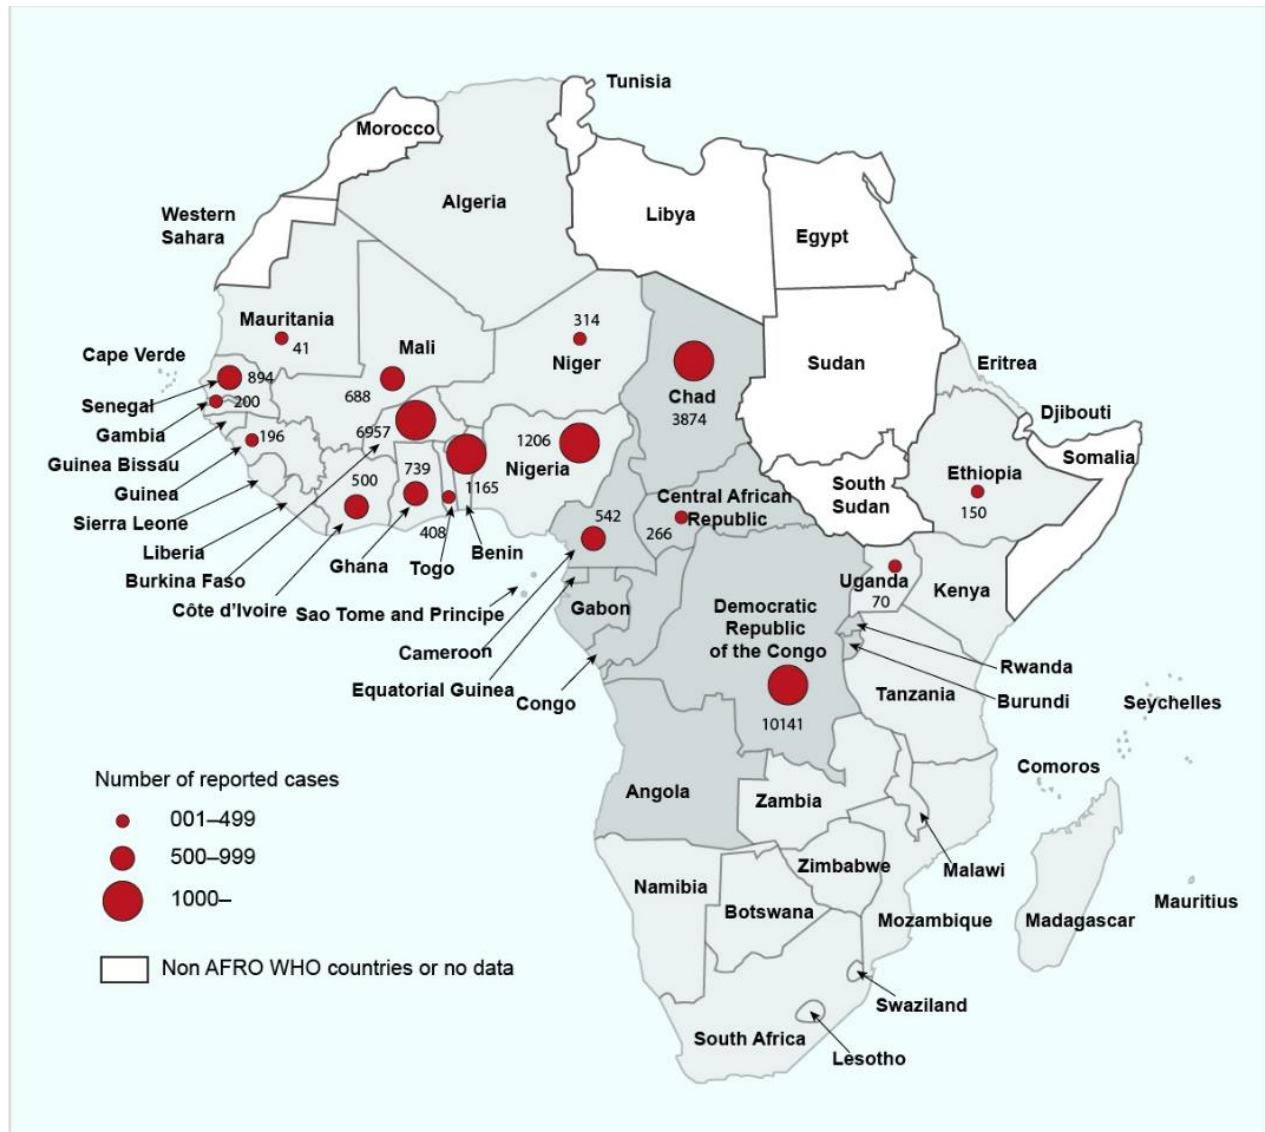 Tunisia
Morocco
Algeria
Western
Sahara
Libya
Egypt
Mauritania
41
314
Niger
Cape Verde
Mali
Sudan
Eritrea
Chad
3874
894
Senegal
200
688
Djibouti
Gambia
6957
1206
Nigeria
Somalia
196
Guinea Bissau
739
Ethiopia
150
500
1165
South
Sudan
Guinea
Central African
Republic
266
Sierra Leone
542
408
Liberia
Ghana
Togo
Benin
Burkina Faso
Uganda
70
Kenya
Côte d'Ivoire
Sao Tome and Principe
Gabon
Democratic
Republic
of the Congo
10141
Cameroon
Rwanda
Equatorial Guinea
Congo
Tanzania
Burundi
Seychelles
Comoros
Number of reported cases
001–499
500–999
1000–
Non AFRO WHO countries or no data
Angola
Zambia
Malawi
Zimbabwe
Namibia
Botswana
Mozambique
Madagascar
Mauritius
Swaziland
South Africa
Lesotho